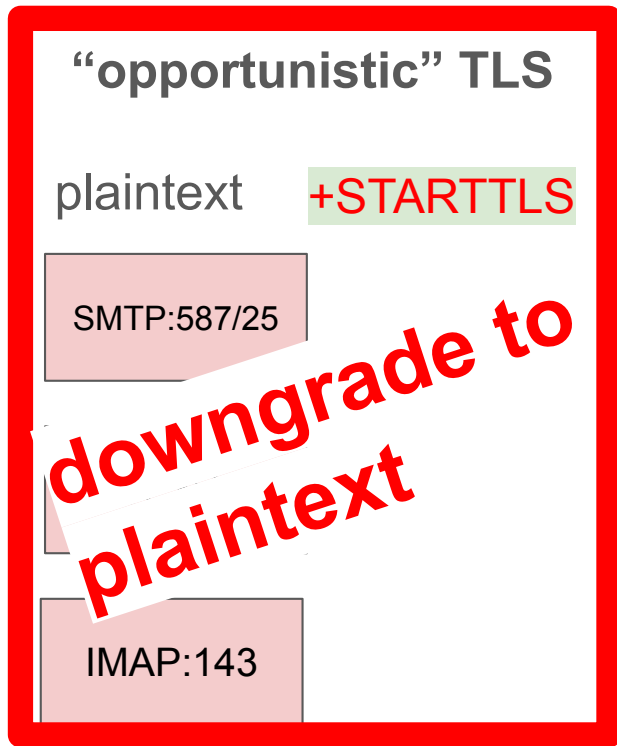 “opportunistic” TLS
plaintext +STARTTLS
SMTP:587/25
downgrade to
plaintext
IMAP:143